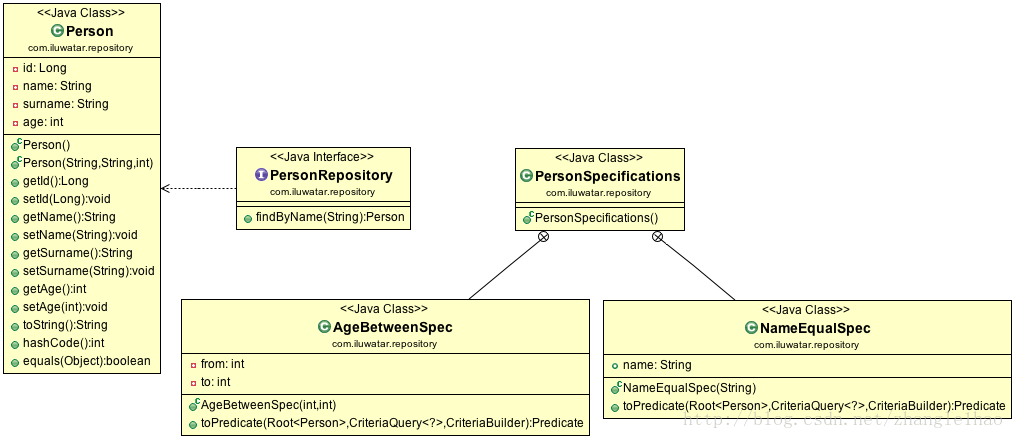 <<Java Class>>
Person
com.iluwatar.repository
id: Long
name: String
surname: String
age: int
Person()
Person(String,String,int)
getId():Long
setId(Long):void
getName():String
setName(String):void
getSurname():String
setSurname(String):void
getAge():int
setAge(int):void
toString():String
hashCode():int
equals(Object):boolean
<<Java Interface>>
PersonRepository
com.iluwatar.repository
findByName(String):Person
<<Java Class>>
PersonSpecifications
com.iluwatar.repository
PersonSpecifications()
<<Java Class>>
AgeBetweenSpec
com.iluwatar.repository
from: int
to: int
AgeBetweenSpec(int,int)
toPredicate(Root<Person>,CriteriaQuery<?>,CriteriaBuilder):Predicate
<<Java Class>>
NameEqualSpec
com.iluwatar.repository
name: String
NameEqualSpec(String)
toPredicate(Root<Person>,CriteriaQuery<?>,CriteriaBuilder):Predicate
http://blog.csdn.net/zhangleihao